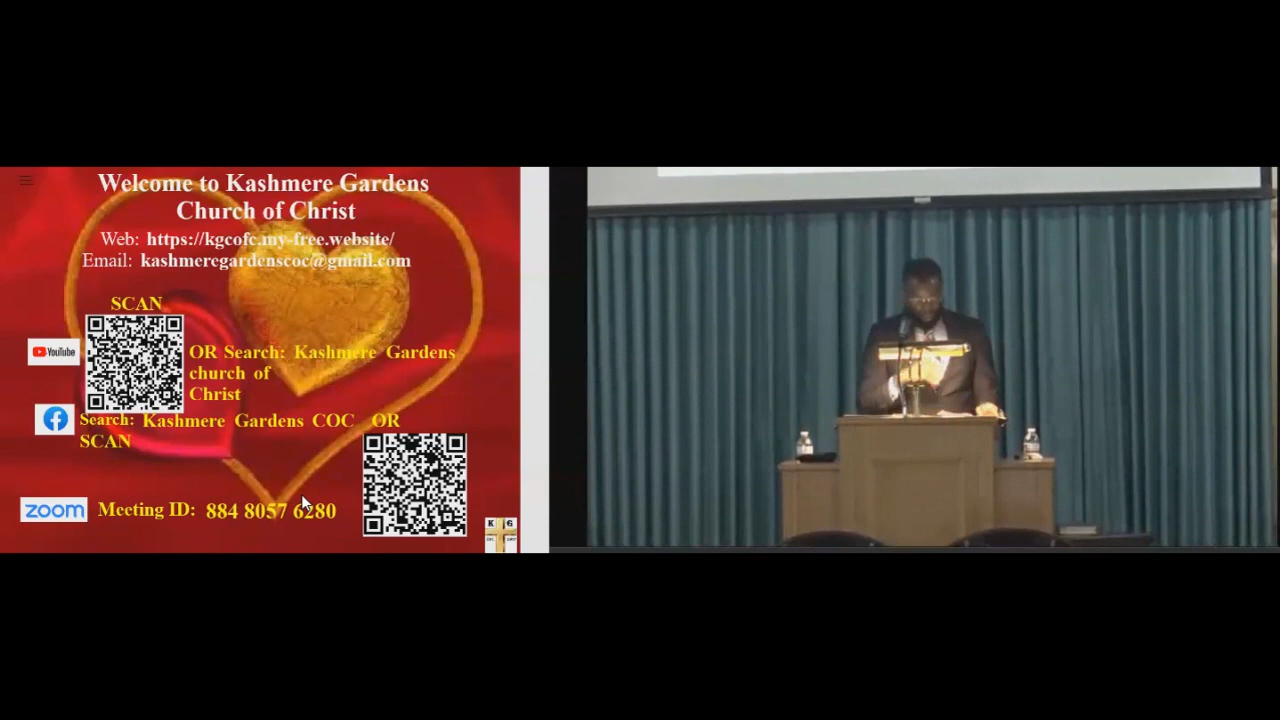 Welcome to Kashmere Gardens
Church of Christ
Web: https://kgcofc.my-free.website/
Email: kashmeregardenscoc@gmail.com
SCAN
YouTube
OR Search: Kashmere Gardens
church of
Christ
Search: Kashmere Gardens COC OR
SCAN
zoom Meeting ID: 884 8057 6280
K G